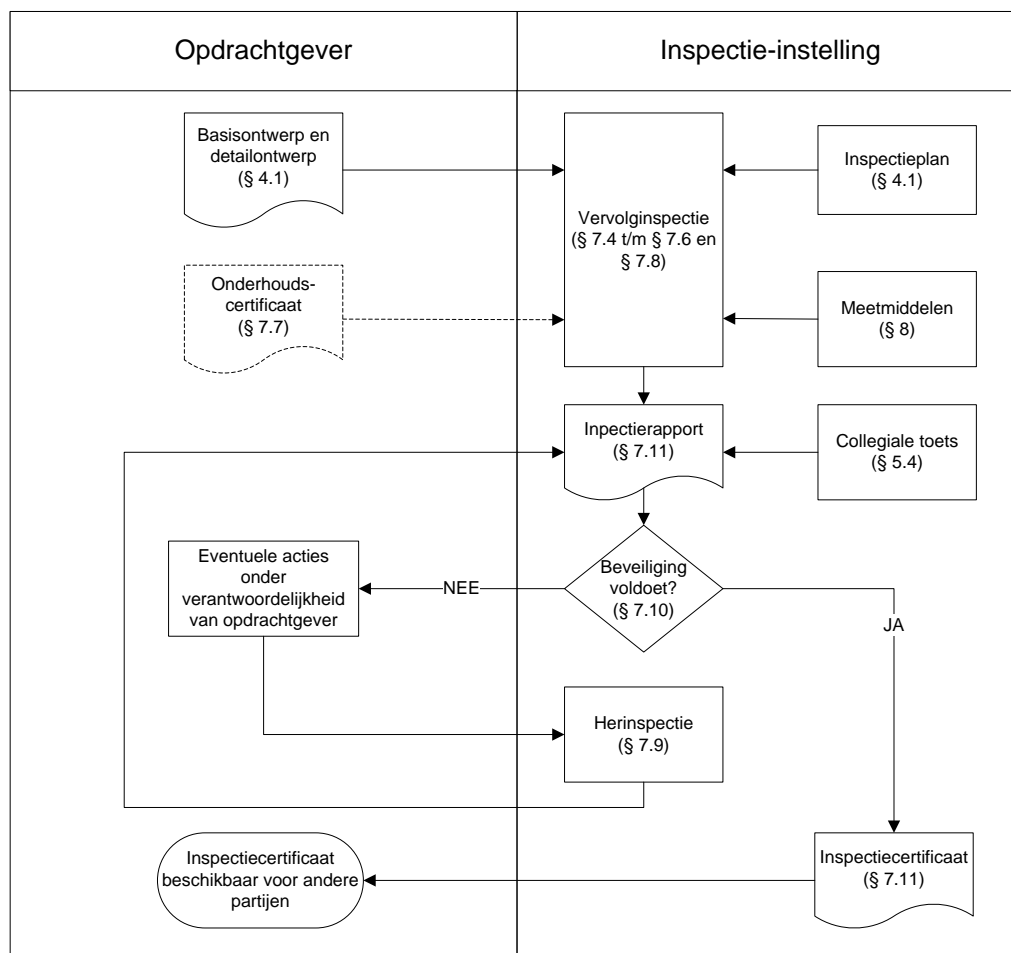 Opdrachtgever
Inspectie-instelling
Basisontwerp en
detailontwerp
(§ 4.1)
Vervolginspectie
(§ 7.4 t/m § 7.6 en
§ 7.8)
Inspectieplan
(§ 4.1)
Onderhouds-
certificaat
(§ 7.7)
Meetmiddelen
(§ 8)
Inpectierapport
(§ 7.11)
Collegiale toets
(§ 5.4)
Eventuele acties
onder
verantwoordelijkheid
van opdrachtgever
NEE
Beveiliging
voldoet?
(§ 7.10)
JA
Herinspectie
(§ 7.9)
Inspectiecertificaat
beschikbaar voor andere
partijen
Inspectiecertificaat
(§ 7.11)